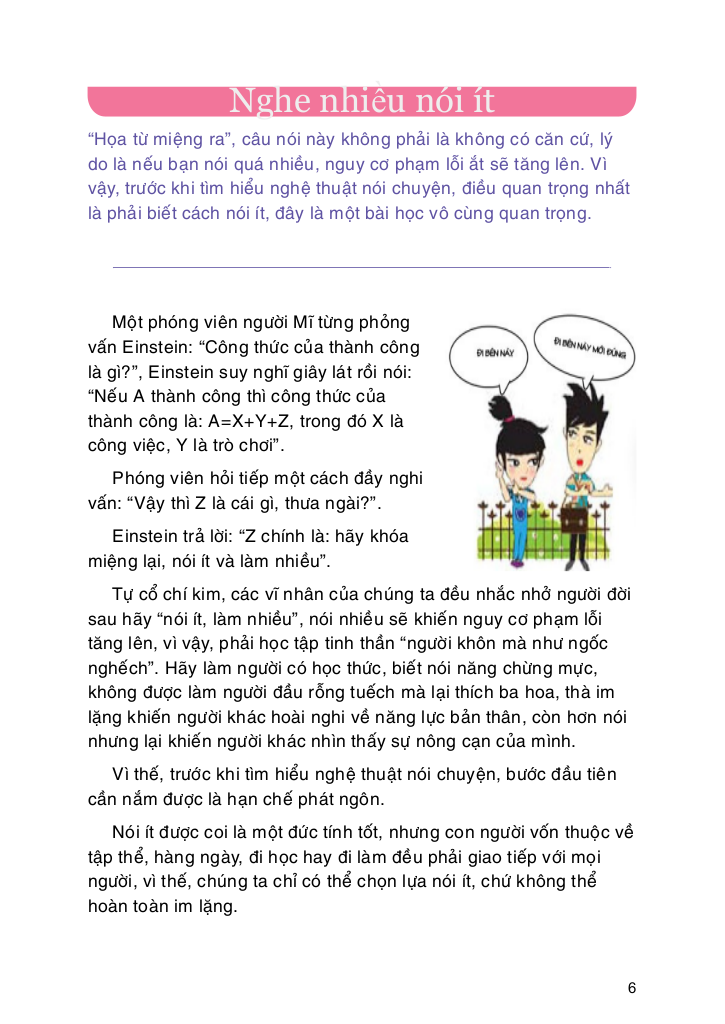 Nghe nhiều nói ít
“Họa từ miệng ra”, câu nói này không phải là không có căn cứ, lý
do là nếu bạn nói quá nhiều, nguy cơ phạm lỗi ắt sẽ tăng lên. Vì
vậy, trước khi tìm hiểu nghệ thuật nói chuyện, điều quan trọng nhất
là phải biết cách nói ít, đây là một bài học vô cùng quan trọng.
Một phóng viên người Mĩ từng phỏng
vấn Einstein: “Công thức của thành công
là gì?”, Einstein suy nghĩ giây lát rồi nói:
“Nếu A thành công thì công thức của
thành công là: A=X+Y+Z, trong đó X là
công việc, Y là trò chơi”.
ĐI BÊN NÀY
ĐI BÊN NÀY MỚI ĐÚNG
Phóng viên hỏi tiếp một cách đầy nghi
vấn: “Vậy thì Z là cái gì, thưa ngài?”.
Einstein trả lời: “Z chính là: hãy khóa
miệng lại, nói ít và làm nhiều”.
Tự cổ chí kim, các vĩ nhân của chúng ta đều nhắc nhở người đời
sau hãy “nói ít, làm nhiều”, nói nhiều sẽ khiến nguy cơ phạm lỗi
tăng lên, vì vậy, phải học tập tinh thần “người khôn mà như ngốc
nghếch”. Hãy làm người có học thức, biết nói năng chừng mực,
không được làm người đầu rỗng tuếch mà lại thích ba hoa, thà im
lặng khiến người khác hoài nghi về năng lực bản thân, còn hơn nói
nhưng lại khiến người khác nhìn thấy sự nông cạn của mình.
Vì thế, trước khi tìm hiểu nghệ thuật nói chuyện, bước đầu tiên
cần nắm được là hạn chế phát ngôn.
Nói ít được coi là một đức tính tốt, nhưng con người vốn thuộc về
tập thể, hàng ngày, đi học hay đi làm đều phải giao tiếp với mọi
người, vì thế, chúng ta chỉ có thể chọn lựa nói ít, chứ không thể
hoàn toàn im lặng.
6